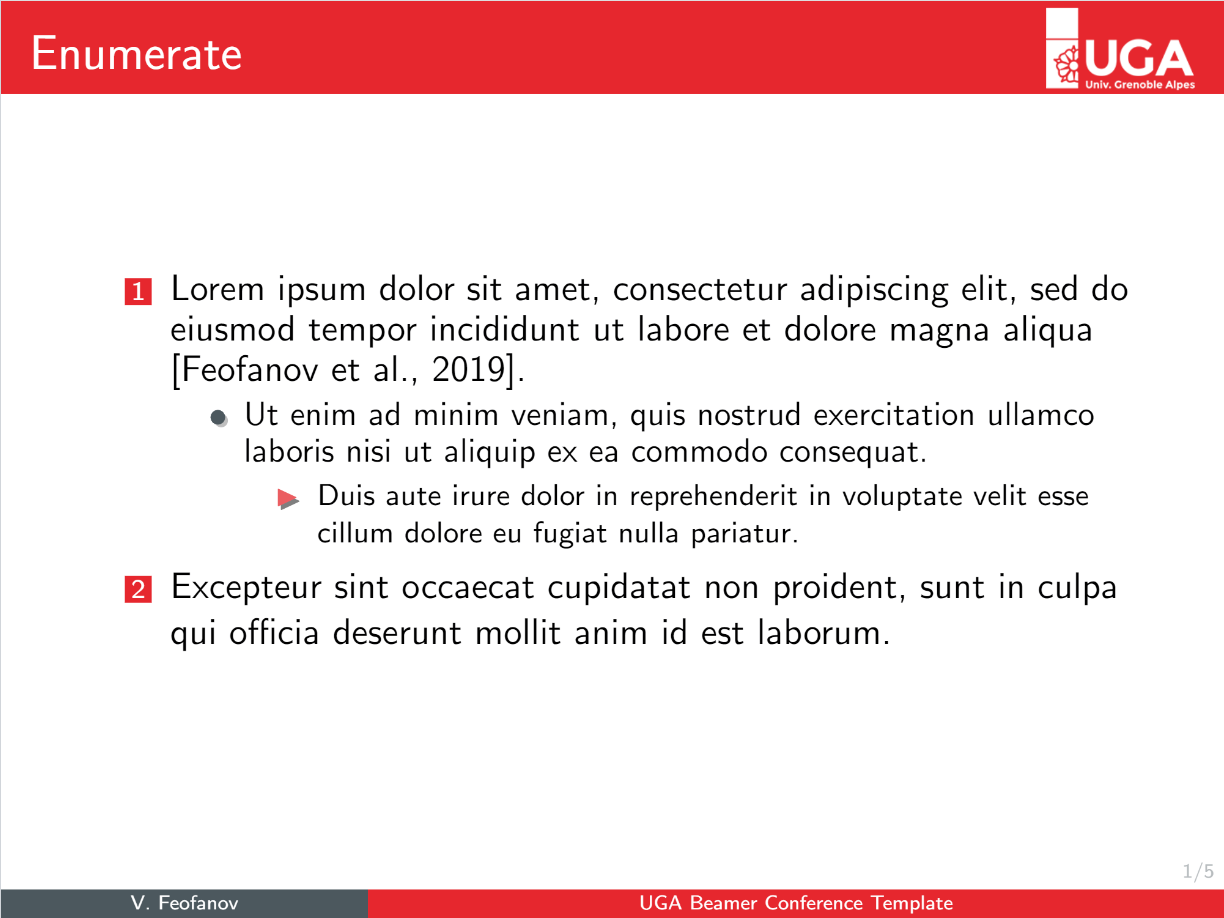 Enumerate
UGA
Univ. Grenoble Alpes
1 Lorem ipsum dolor sit amet, consectetur adipiscing elit, sed do
eiusmod tempor incididunt ut labore et dolore magna aliqua
[Feofanov et al., 2019].
Ut enim ad minim veniam, quis nostrud exercitation ullamco
laboris nisi ut aliquip ex ea commodo consequat.
Duis aute irure dolor in reprehenderit in voluptate velit esse
cillum dolore eu fugiat nulla pariatur.
2 Excepteur sint occaecat cupidatat non proident, sunt in culpa
qui officia deserunt mollit anim id est laborum.
1/5
V. Feofanov
UGA Beamer Conference Template